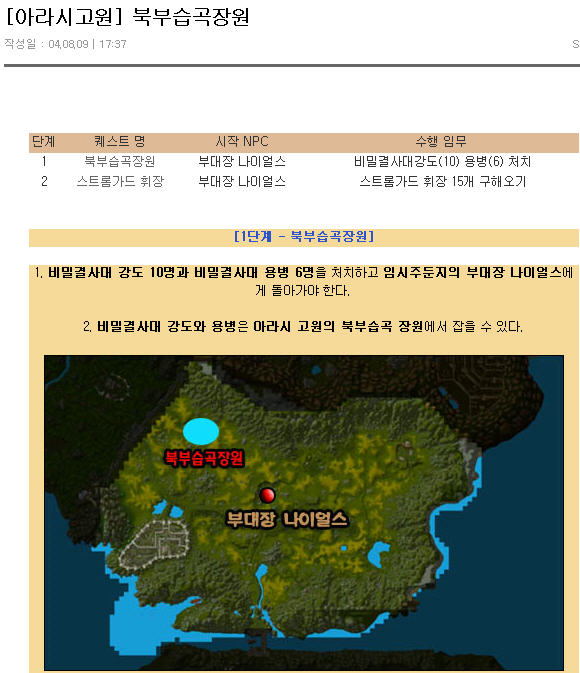 [아라시고원] 북부습곡장원
작성일 : 04,08,09 | 17:37
S
단계 퀘스트 명 시작 NPC 수행 임무
1 북부습곡장원 부대장 나이얼스 비밀결사대강도(10) 용병(6) 처치
2 스트롬가드 휘장 부대장 나이얼스 스트롬가드 휘장 15개 구해오기
[1단계 - 북부습곡장원]
1, 비밀결사대 강도 10명과 비밀결사대 용병 6명을 처치하고 임시주둔지의 부대장 나이얼스에
게 돌아가야 한다.
2, 비밀결사대 강도와 용병은 아라시 고원의 북부습곡 장원에서 잡을 수 있다.
북부습곡장원
부대장 나이얼스